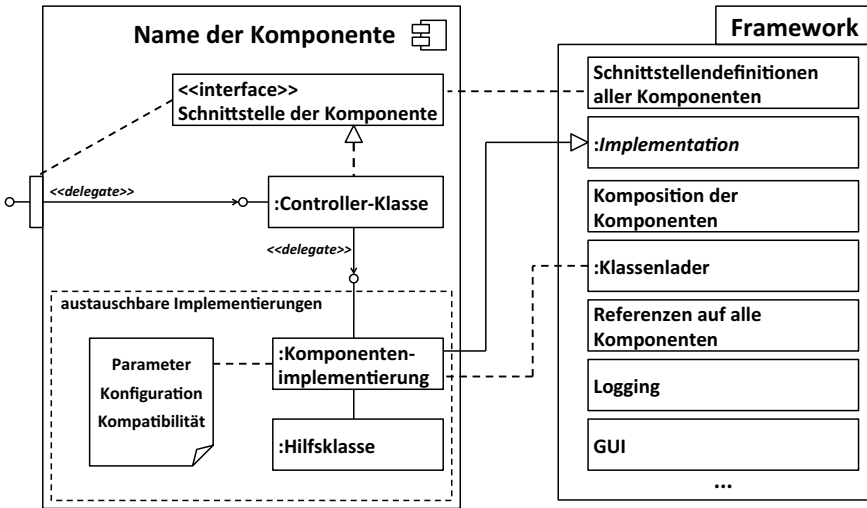 Name der Komponente
<<interface>>
Schnittstelle der Komponente
<<delegate>>
:Controller-Klasse
<<delegate>>
austauschbare Implementierungen
Parameter
Konfiguration
Kompatibilität
:Komponenten-
implementierung
:Hilfsklasse
Framework
Schnittstellendefinitionen
aller Komponenten
:Implementation
Komposition der
Komponenten
:Klassenlader
Referenzen auf alle
Komponenten
Logging
GUI
...